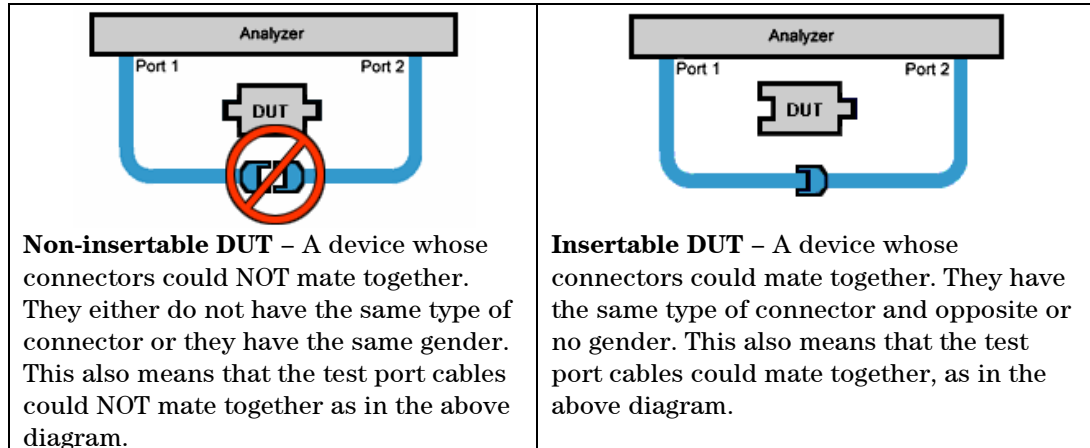 Analyzer
Port 1
Port 2
DUT
Non-insertable DUT – A device whose
connectors could NOT mate together.
They either do not have the same type of
connector or they have the same gender.
This also means that the test port cables
could NOT mate together as in the above
diagram.
Analyzer
Port 1
Port 2
DUT
Insertable DUT – A device whose
connectors could mate together. They have
the same type of connector and opposite or
no gender. This also means that the test
port cables could mate together, as in the
above diagram.